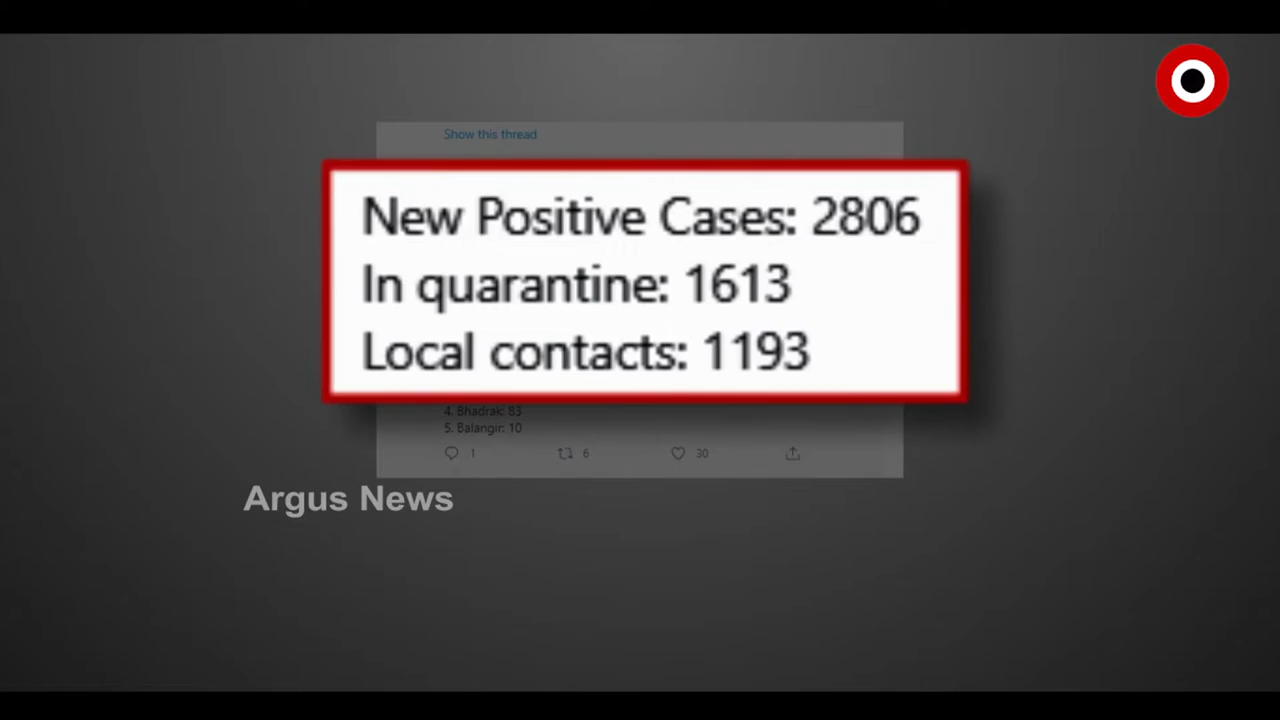 Show this thread
New Positive Cases: 2806
In quarantine: 1613
Local contacts: 1193
4. Bhadrak: 83
5. Balangir: 10
1 6 30
Argus News